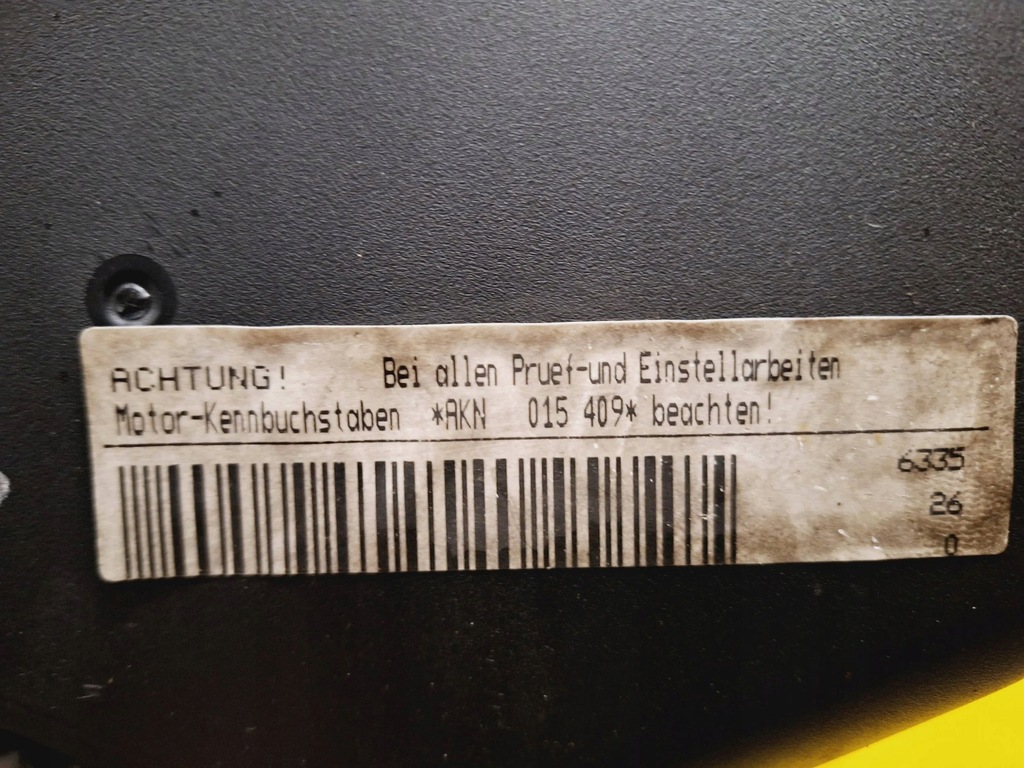 ACHTUNG! Bei allen Pruef-und Einstellarbeiten
Motor-Kennbuchstaben *AKN 015 409* beachten!
6335
26
0